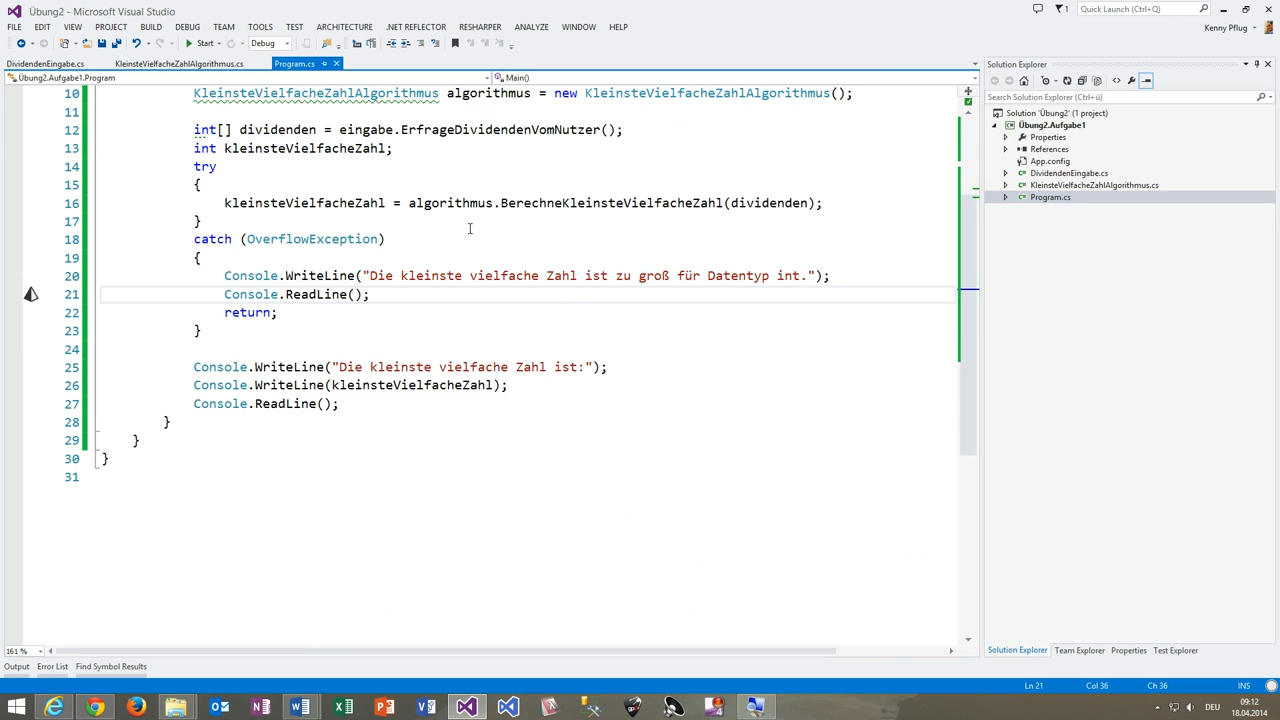 Übung2 - Microsoft Visual Studio
1
Quick Launch (Ctrl+Q)
FILE EDIT VIEW PROJECT BUILD DEBUG TEAM TOOLS TEST ARCHITECTURE .NET REFLECTOR RESHARPER ANALYZE WINDOW HELP
Kenny Pflug
Start Debug
DividendenEingabe.cs KleinsteVielfacheZahlAlgorithmus.cs Program.cs
Übung2.Aufgabe1.Program Main()
10 KleinsteVielfacheZahlAlgorithmus algorithmus = new KleinsteVielfacheZahlAlgorithmus();
11
12 int[] dividenden = eingabe.ErfrageDividendenVomNutzer();
13 int kleinsteVielfacheZahl;
14 try
15 {
16 kleinsteVielfacheZahl = algorithmus.BerechneKleinsteVielfacheZahl(dividenden);
17 }
18 catch (OverflowException)
19 {
20 Console.WriteLine("Die kleinste vielfache Zahl ist zu groß für Datentyp int.");
21 Console.ReadLine();
22 return;
23 }
24
25 Console.WriteLine("Die kleinste vielfache Zahl ist:");
26 Console.WriteLine(kleinsteVielfacheZahl);
27 Console.ReadLine();
28 }
29 }
30 }
31
161 %
Solution Explorer
Search Solution Explorer (Ctrl+ü)
Solution 'Übung2' (1 project)
Übung2.Aufgabe1
Properties
References
App.config
DividendenEingabe.cs
KleinsteVielfacheZahlAlgorithmus.cs
Program.cs
Solution Explorer Team Explorer Properties Test Explorer
Output Error List Find Symbol Results
Ln 21 Col 36 Ch 36 INS
DEU
09:12
18.04.2014